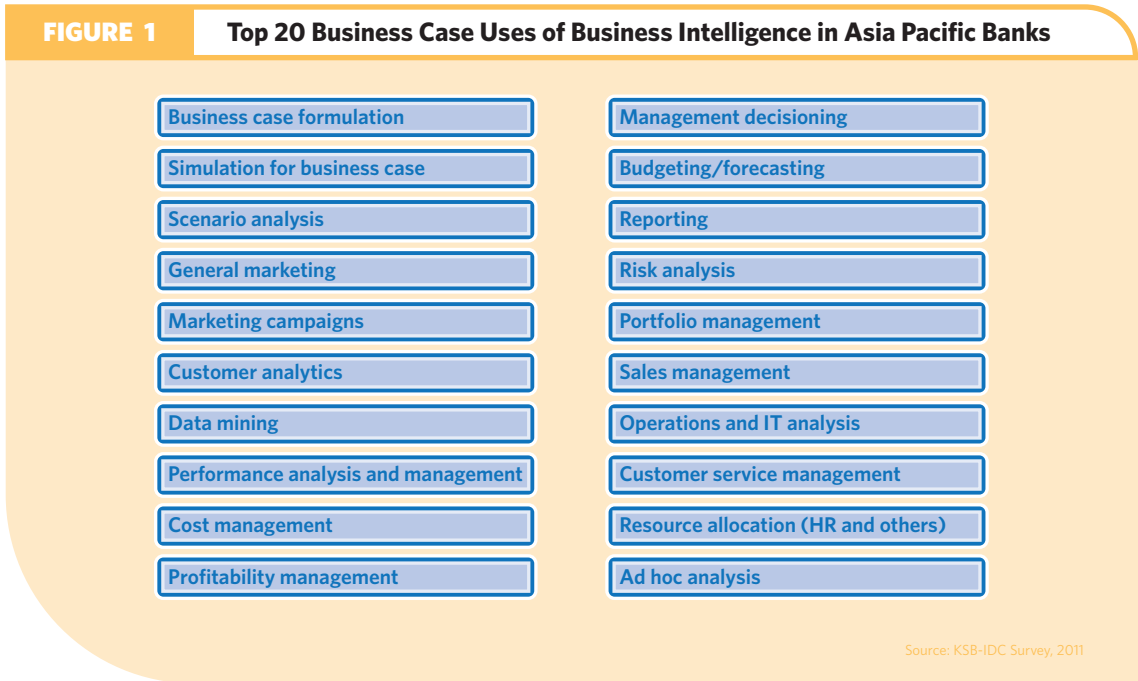 FIGURE 1
Top 20 Business Case Uses of Business Intelligence in Asia Pacific Banks
Business case formulation
Simulation for business case
Scenario analysis
General marketing
Marketing campaigns
Customer analytics
Data mining
Performance analysis and management
Cost management
Profitability management
Management decisioning
Budgeting/forecasting
Reporting
Risk analysis
Portfolio management
Sales management
Operations and IT analysis
Customer service management
Resource allocation (HR and others)
Ad hoc analysis
Source: KSB-IDC Survey, 2011